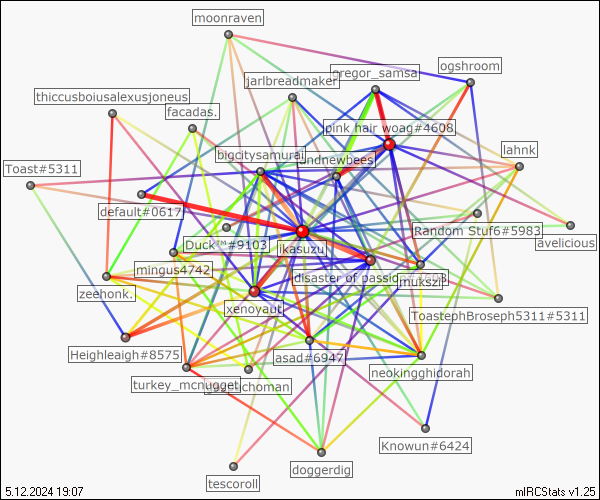 moonraven
ogshroom
gregor_samsa
jarlbreadmaker
thiccusboiusalexusjoneus
facadas.
pink hair woag#4608
bigcitysamurai
andnewbees
lahnk
Toast#5311
default#0617
Random Stuf6#5983
avelicious
Duck™#9103
ikasuzu
mingus4742
disaster of passion
mukszi
zeehonk.
xenoyaut
ToastephBroseph5311#5311
Heighleaigh#8575
asad#6947
neokingghidorah
turkey_mcnugget
choman
Knowun#6424
doggerdig
tescoroll
5.12.2024 19:07
mIRCStats v1.25